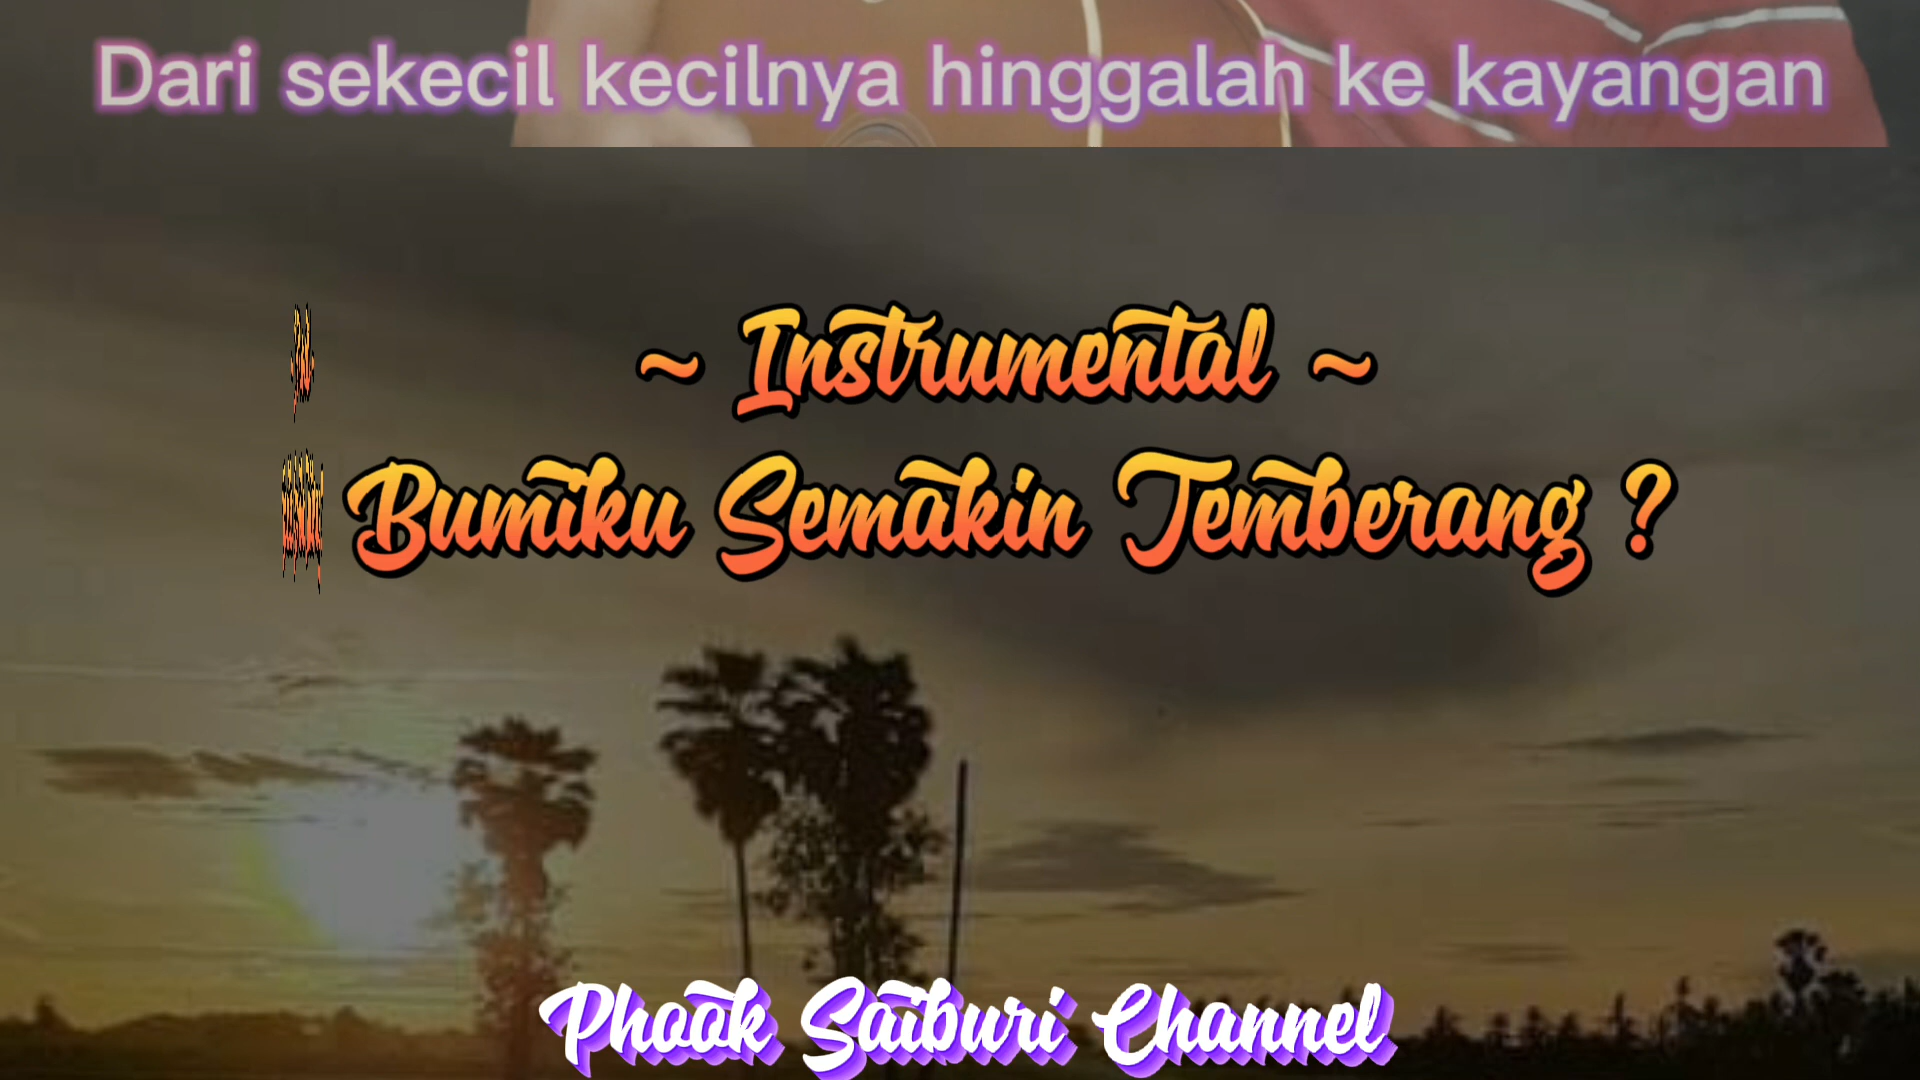 Dari sekecil kecilnya hinggalah ke kayangan
~ Instrumental ~
Bumiku Semakin Temberang ?
Phook Saiburi Channel